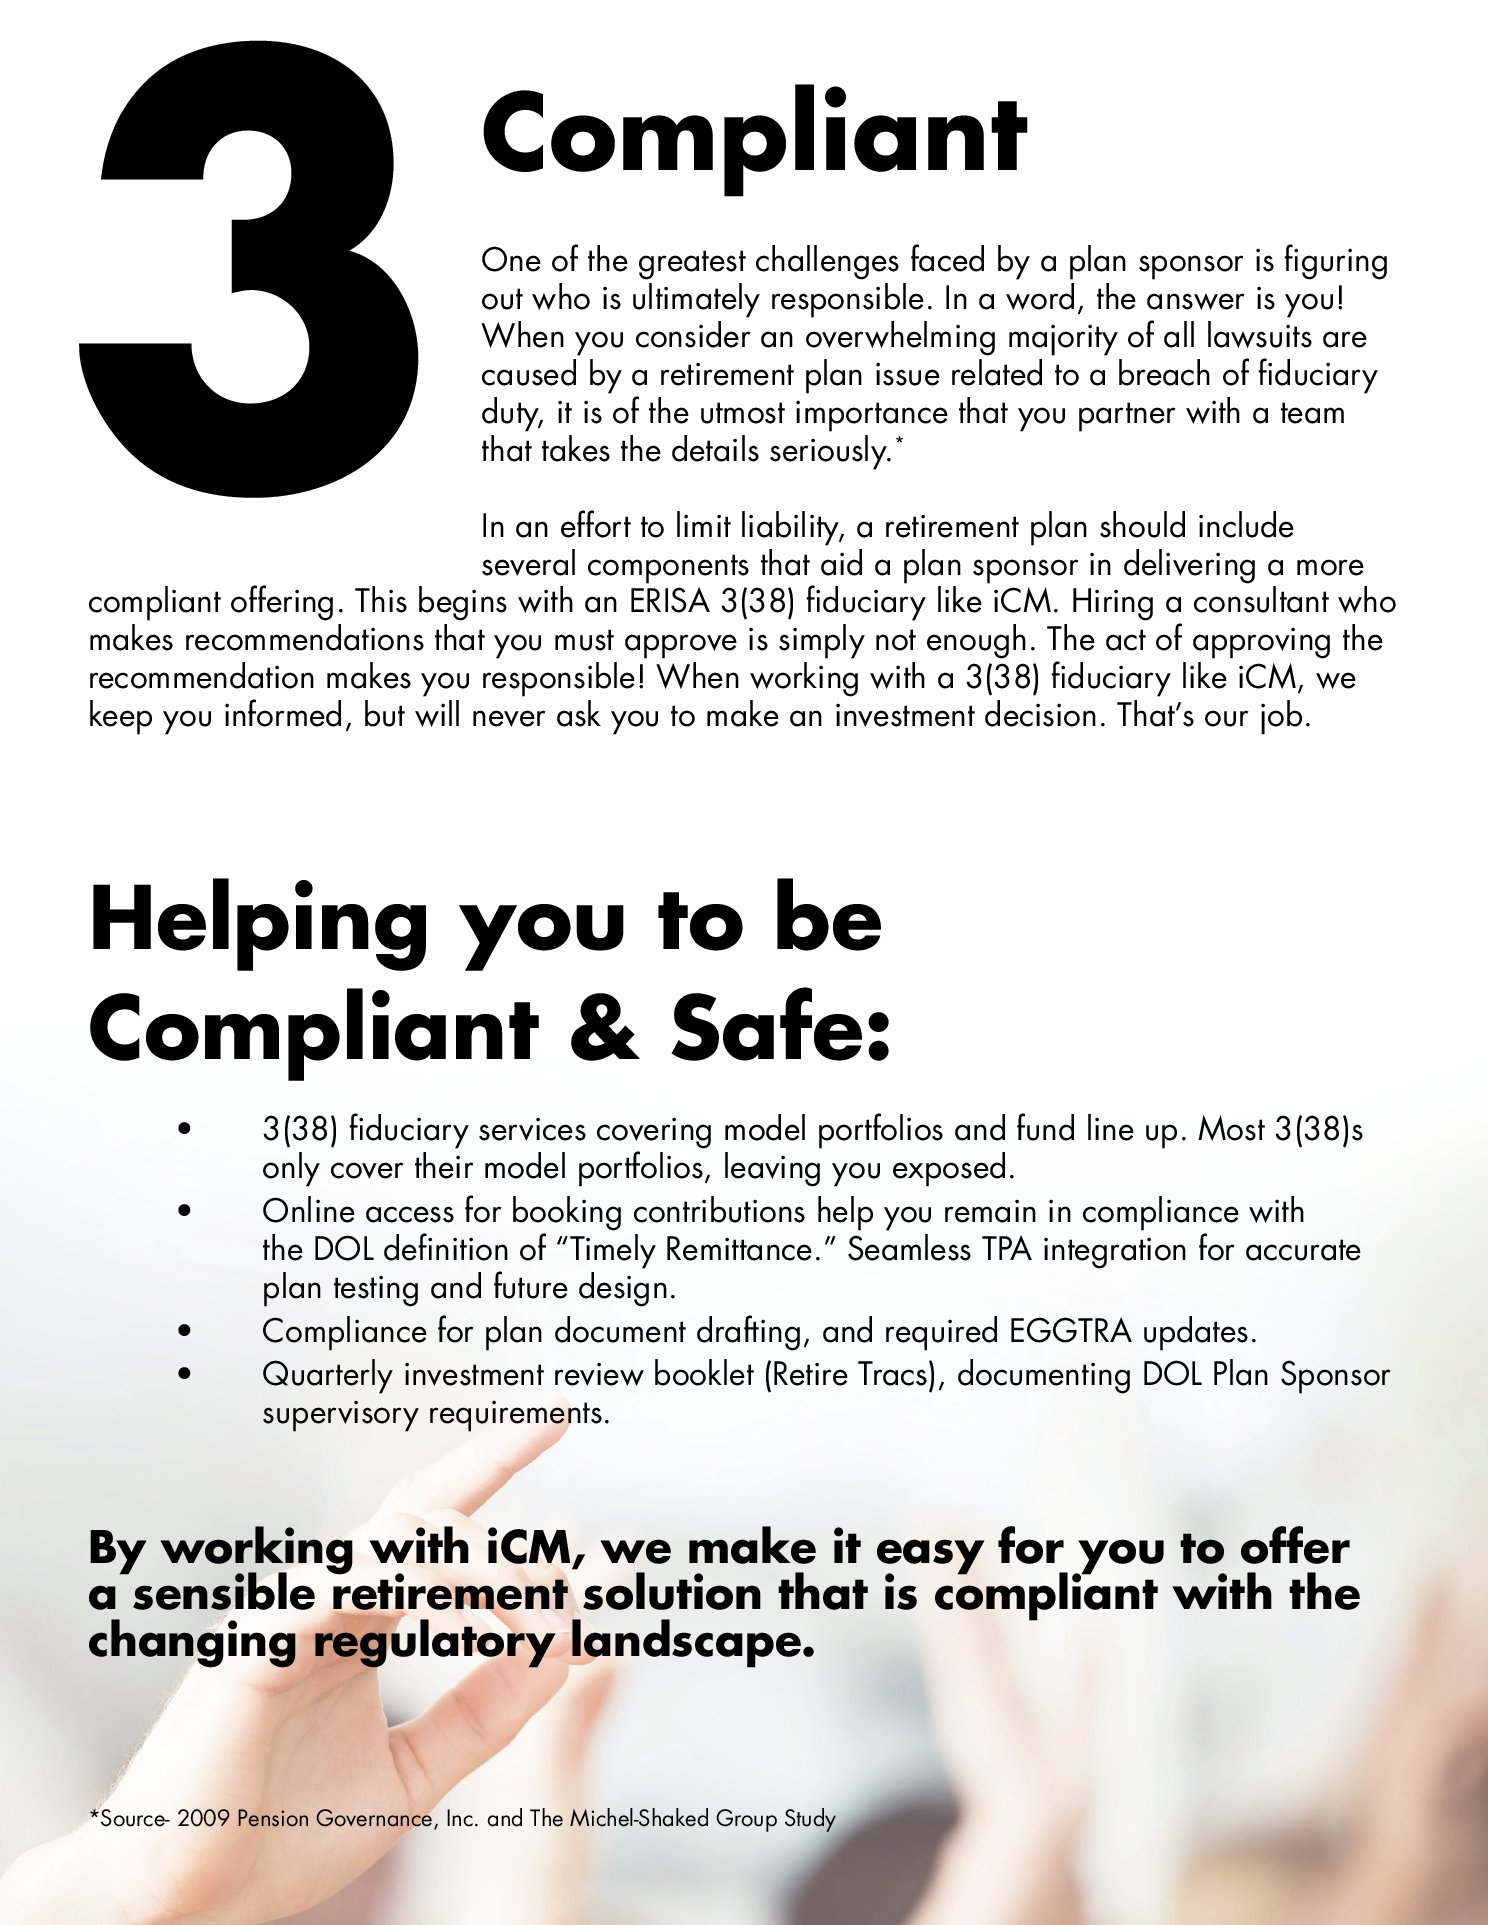 3
Compliant
One of the greatest challenges faced by a plan sponsor is figuring
out who is ultimately responsible. In a word, the answer is you!
When you consider an overwhelming majority of all lawsuits are
caused by a retirement plan issue related to a breach of fiduciary
duty, it is of the utmost importance that you partner with a team
that takes the details seriously.*
In an effort to limit liability, a retirement plan should include
several components that aid a plan sponsor in delivering a more
compliant offering. This begins with an ERISA 3(38) fiduciary like iCM. Hiring a consultant who
makes recommendations that you must approve is simply not enough. The act of approving the
recommendation makes you responsible! When working with a 3(38) fiduciary like iCM, we
keep you informed, but will never ask you to make an investment decision. That's our job.
Helping you to be
Compliant & Safe:
• 3(38) fiduciary services covering model portfolios and fund line up. Most 3(38)s
only cover their model portfolios, leaving you exposed.
• Online access for booking contributions help you remain in compliance with
the DOL definition of “Timely Remittance.” Seamless TPA integration for accurate
plan testing and future design.
• Compliance for plan document drafting, and required EGGTRA updates.
• Quarterly investment review booklet (Retire Tracs), documenting DOL Plan Sponsor
supervisory requirements.
By working with iCM, we make it easy for you to offer
a sensible retirement solution that is compliant with the
changing regulatory landscape.
*Source- 2009 Pension Governance, Inc. and The Michel-Shaked Group Study